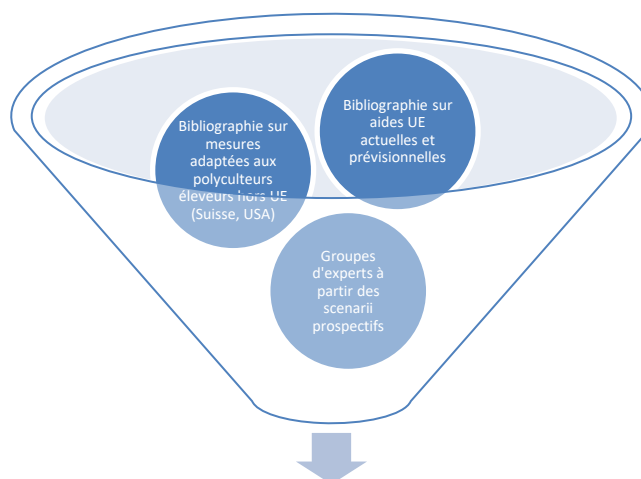 Bibliographie sur
mesures
adaptées aux
polyculteurs
éleveurs hors UE
(Suisse, USA)
Bibliographie sur
aides UE
actuelles et
prévisionnelles
Groupes
d'experts à
partir des
scenarii
prospectifs